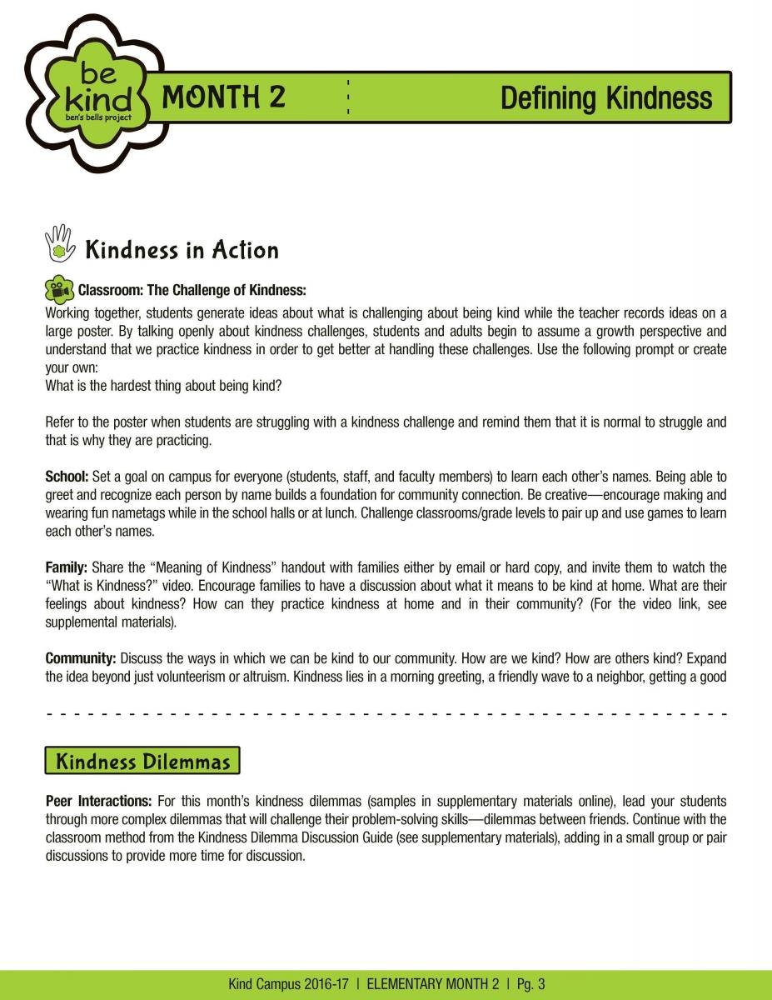 be
kind
ben's bells project
MONTH 2
Defining Kindness
Kindness in Action
Classroom: The Challenge of Kindness:
Working together, students generate ideas about what is challenging about being kind while the teacher records ideas on a
large poster. By talking openly about kindness challenges, students and adults begin to assume a growth perspective and
understand that we practice kindness in order to get better at handling these challenges. Use the following prompt or create
your own:
What is the hardest thing about being kind?
Refer to the poster when students are struggling with a kindness challenge and remind them that it is normal to struggle and
that is why they are practicing.
School: Set a goal on campus for everyone (students, staff, and faculty members) to learn each other’s names. Being able to
greet and recognize each person by name builds a foundation for community connection. Be creative—encourage making and
wearing fun nametags while in the school halls or at lunch. Challenge classrooms/grade levels to pair up and use games to learn
each other’s names.
Family: Share the “Meaning of Kindness” handout with families either by email or hard copy, and invite them to watch the
“What is Kindness?” video. Encourage families to have a discussion about what it means to be kind at home. What are their
feelings about kindness? How can they practice kindness at home and in their community? (For the video link, see
supplemental materials).
Community: Discuss the ways in which we can be kind to our community. How are we kind? How are others kind? Expand
the idea beyond just volunteerism or altruism. Kindness lies in a morning greeting, a friendly wave to a neighbor, getting a good
Kindness Dilemmas
Peer Interactions: For this month’s kindness dilemmas (samples in supplementary materials online), lead your students
through more complex dilemmas that will challenge their problem-solving skills—dilemmas between friends. Continue with the
classroom method from the Kindness Dilemma Discussion Guide (see supplementary materials), adding in a small group or pair
discussions to provide more time for discussion.
Kind Campus 2016-17 | ELEMENTARY MONTH 2 | Pg. 3